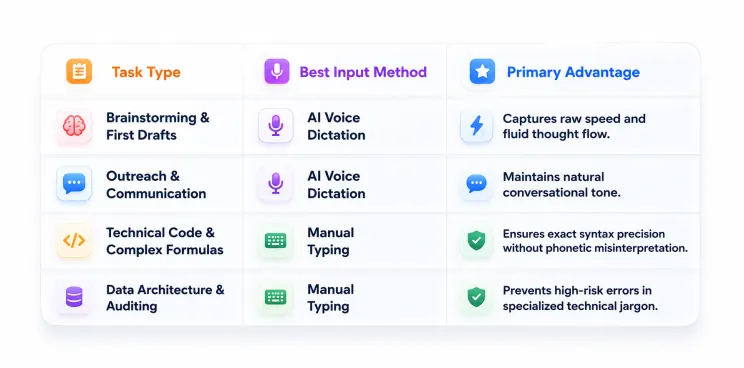 Task Type
Best Input Method
Primary Advantage
Brainstorming &
First Drafts
AI Voice
Dictation
Captures raw speed and
fluid thought flow.
Outreach &
Communication
AI Voice
Dictation
Maintains natural
conversational tone.
Technical Code &
Complex Formulas
Manual
Typing
Ensures exact syntax precision
without phonetic misinterpretation.
Data Architecture &
Auditing
Manual
Typing
Prevents high-risk errors in
specialized technical jargon.